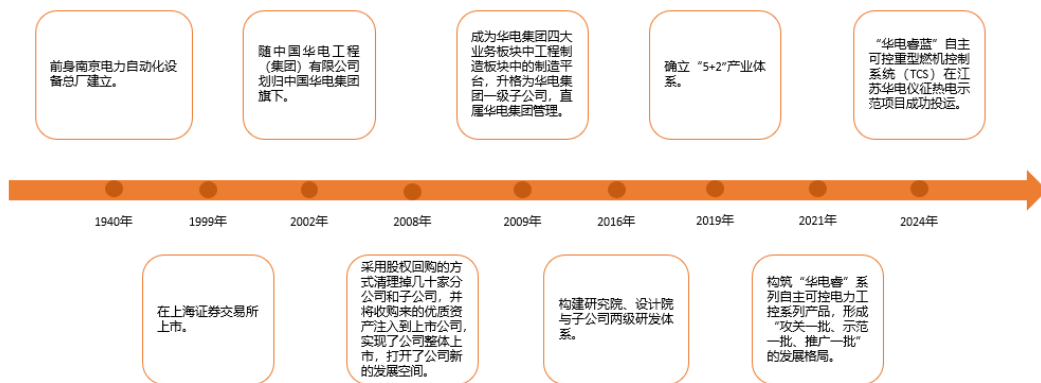 前身南京电力自动化设
备总厂建立。
随中国华电工程
（集团）有限公司
划归中国华电集团
旗下。
成为华电集团四大
业务板块中工程制
造板块中的制造平
台，升格为华电集
团一级子公司，直
属华电集团管理。
确立“5+2”产业体
系。
“华电睿蓝”自主
可控重型燃机控制
系统（TCS）在江
苏华电仪征热电示
范项目成功投运。
1940年
1999年
2002年
2008年
2009年
2016年
2019年
2021年
2024年
在上海证券交易所
上市。
采用股权回购的方
式清理掉几十家分
公司和子公司，并
将收购来的优质资
产注入到上市公司，
实现了公司整体上
市，打开了公司新
的发展空间。
构建研究院、设计院
与子公司两级研发体
系。
构筑“华电睿”系
列自主可控电力工
控系列产品，形成
“攻关一批、示范
一批、推广一批”
的发展格局。